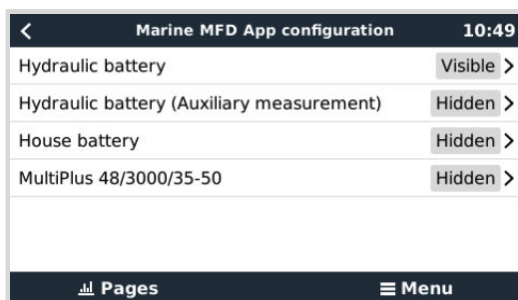 Marine MFD App configuration 10:49
Hydraulic battery Visible
Hydraulic battery (Auxiliary measurement) Hidden
House battery Hidden
MultiPlus 48/3000/35-50 Hidden
Pages Menu